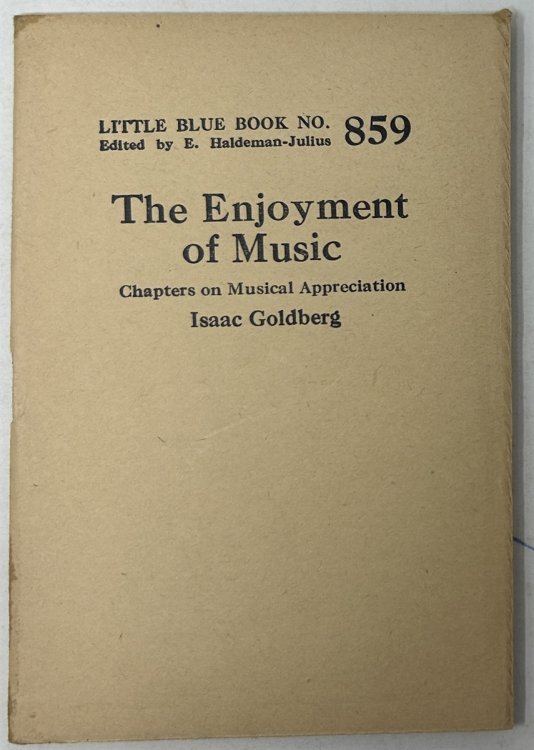 LITTLE BLUE BOOK NO. 859
Edited by E. Haldeman-Julius
The Enjoyment
of Music
Chapters on Musical Appreciation
Isaac Goldberg